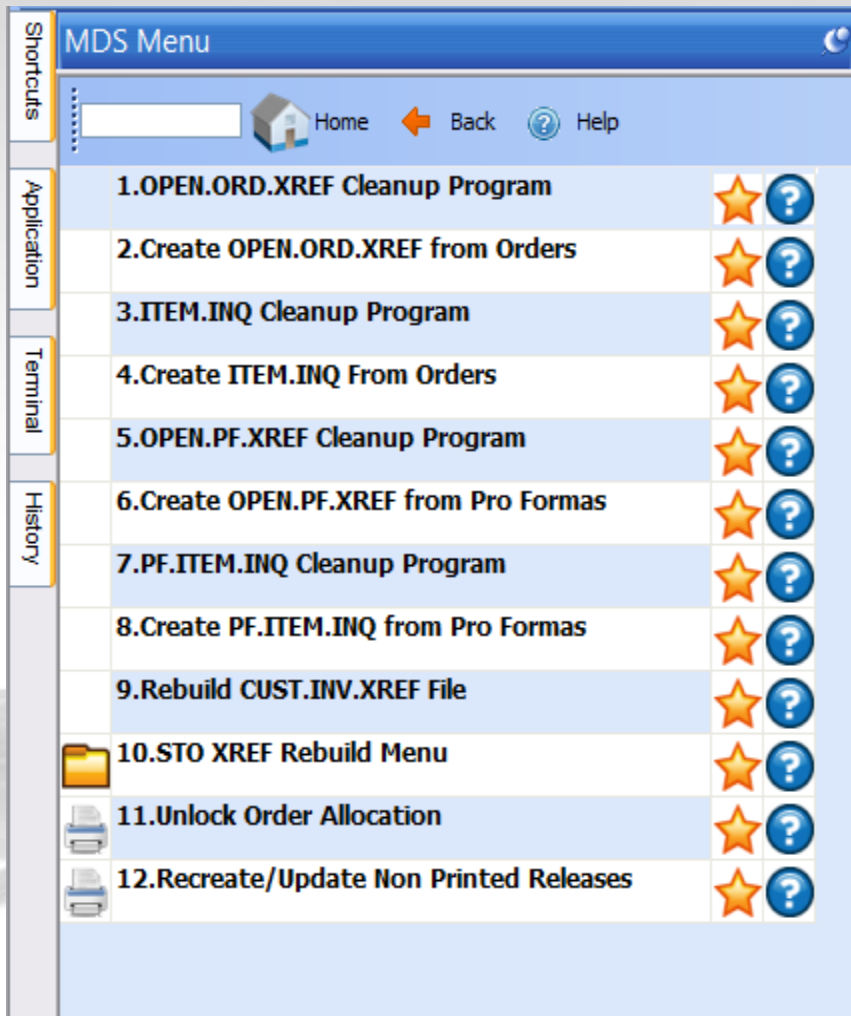 MDS Menu
Home Back Help
Shortcuts
Application
Terminal
History
1.OPEN.ORD.XREF Cleanup Program
2.Create OPEN.ORD.XREF from Orders
3.ITEM.INQ Cleanup Program
4.Create ITEM.INQ From Orders
5.OPEN.PF.XREF Cleanup Program
6.Create OPEN.PF.XREF from Pro Formas
7.PF.ITEM.INQ Cleanup Program
8.Create PF.ITEM.INQ from Pro Formas
9.Rebuild CUST.INV.XREF File
10.STO XREF Rebuild Menu
11.Unlock Order Allocation
12.Recreate/Update Non Printed Releases